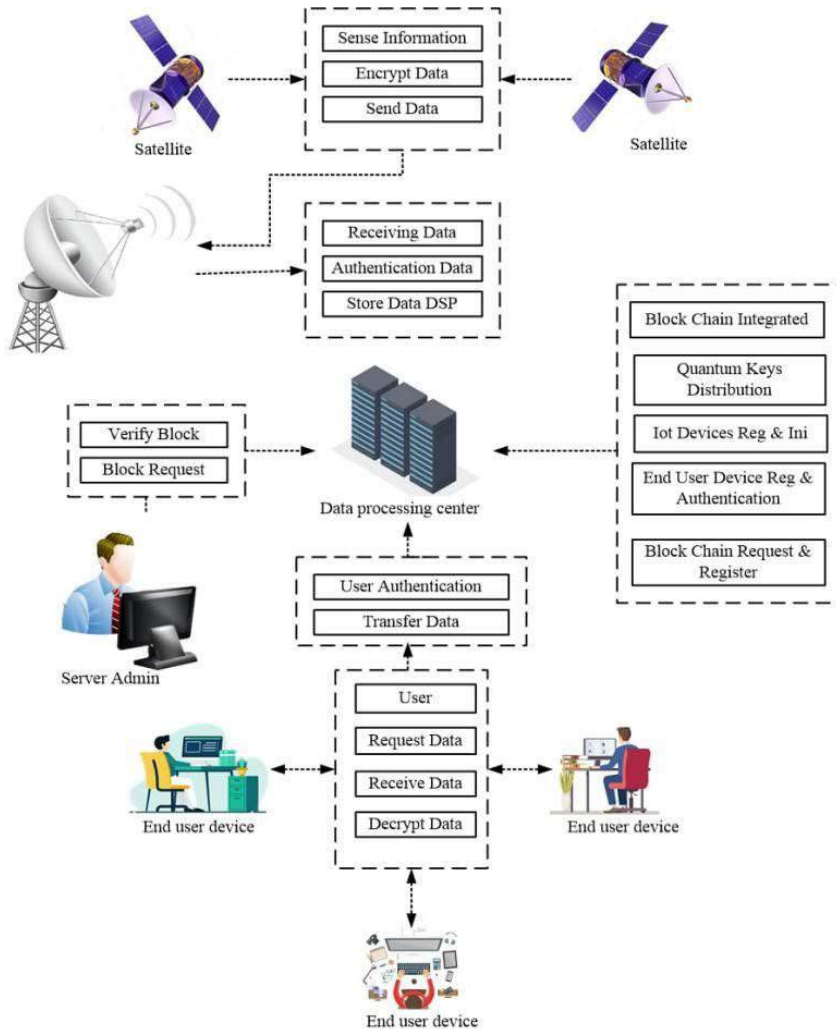 Sense Information
Encrypt Data
Send Data
Satellite
Satellite
Receiving Data
Authentication Data
Store Data DSP
Block Chain Integrated
Quantum Keys
Distribution
Iot Devices Reg & Ini
End User Device Reg &
Authentication
Block Chain Request &
Register
Verify Block
Block Request
Data processing center
Server Admin
User Authentication
Transfer Data
User
Request Data
Receive Data
Decrypt Data
End user device
End user device
End user device